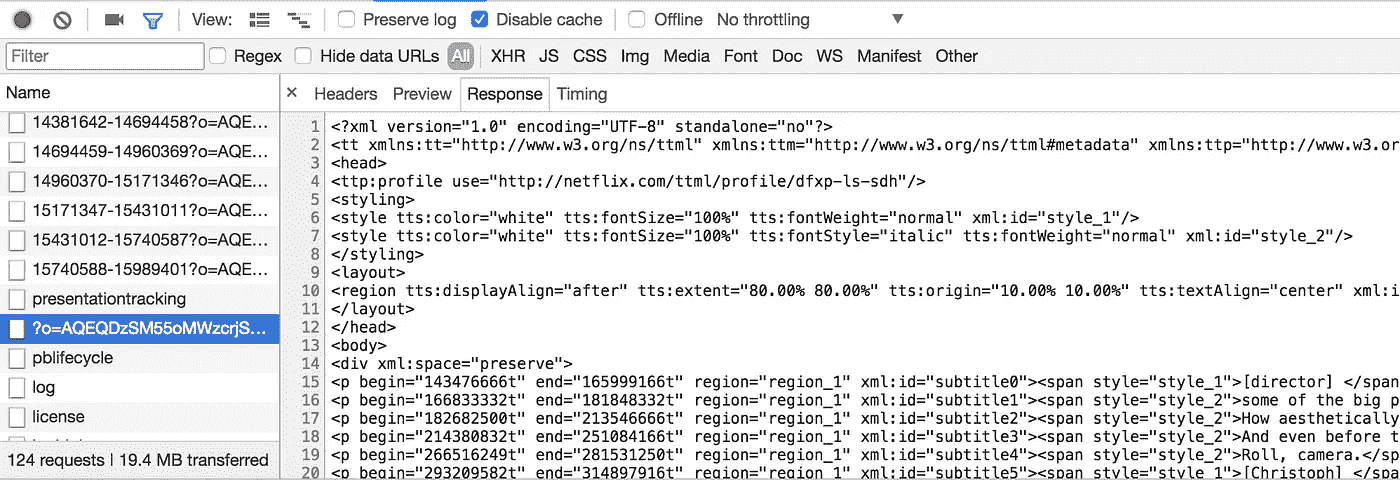 View: Preserve log Disable cache Offline No throttling
Filter Regex Hide data URLs All XHR JS CSS Img Media Font Doc WS Manifest Other
Name
14381642-14694458?o=AQE...
14694459-14960369?o=AQE...
14960370-15171346?o=AQE...
15171347-15431011?o=AQE...
15431012-15740587?o=AQE...
15740588-15989401?o=AQE...
presentationtracking
?o=AQEQDzSM55oMWzcrjS...
pblifecycle
log
license
124 requests | 19.4 MB transferred
× Headers Preview Response Timing
1 <?xml version="1.0" encoding="UTF-8" standalone="no"?>
2 <tt xmlns:tt="http://www.w3.org/ns/ttml" xmlns:ttm="http://www.w3.org/ns/ttml#metadata" xmlns:ttp="http://www.w3.or
3 <head>
4 <ttp:profile use="http://netflix.com/ttml/profile/dfxp-ls-sdh"/>
5 <styling>
6 <style tts:color="white" tts:fontSize="100%" tts:fontWeight="normal" xml:id="style_1"/>
7 <style tts:color="white" tts:fontSize="100%" tts:fontStyle="italic" tts:fontWeight="normal" xml:id="style_2"/>
8 </styling>
9 <layout>
10 <region tts:displayAlign="after" tts:extent="80.00% 80.00%" tts:origin="10.00% 10.00%" tts:textAlign="center" xml:i
11 </layout>
12 </head>
13 <body>
14 <div xml:space="preserve">
15 <p begin="143476666t" end="165999166t" region="region_1" xml:id="subtitle0"><span style="style_1">[director] </span
16 <p begin="166833332t" end="181848332t" region="region_1" xml:id="subtitle1"><span style="style_2">some of the big p
17 <p begin="182682500t" end="213546666t" region="region_1" xml:id="subtitle2"><span style="style_2">How aesthetically
18 <p begin="214380832t" end="251084166t" region="region_1" xml:id="subtitle3"><span style="style_2">And even before t
19 <p begin="266516249t" end="281531250t" region="region_1" xml:id="subtitle4"><span style="style_2">Roll, camera.</sp
20 <p begin="293209582t" end="314897916t" region="region_1" xml:id="subtitle5"><span style="style_1">[Christoph] </spa